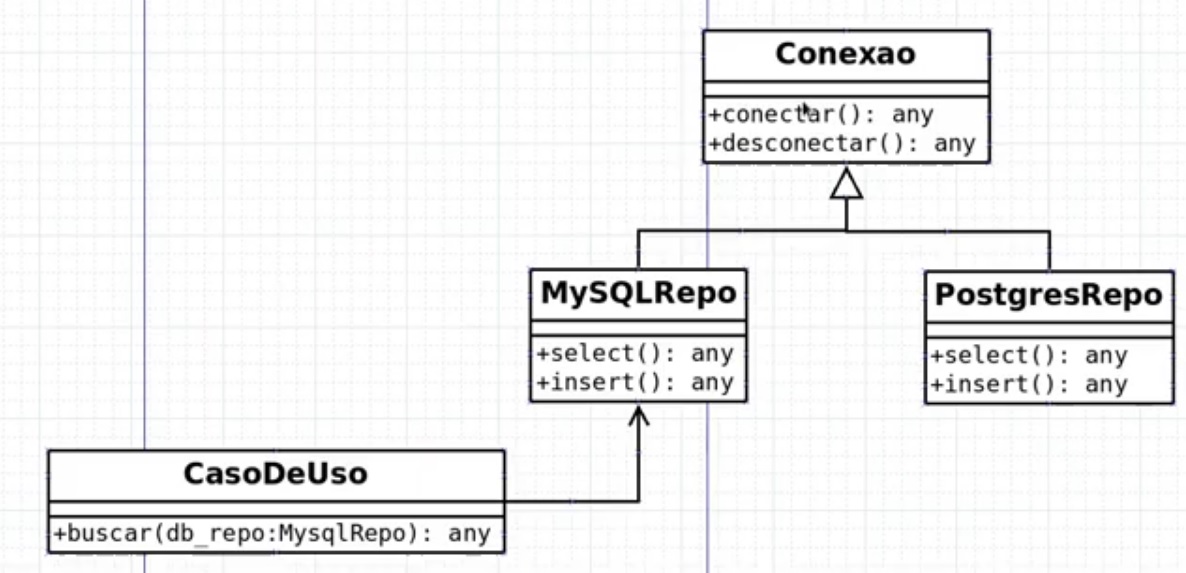 Conexao
+conectar(): any
+desconectar(): any
MySQLRepo
+select(): any
+insert(): any
PostgresRepo
+select(): any
+insert(): any
CasoDeUso
+buscar(db_repo:MysqlRepo): any